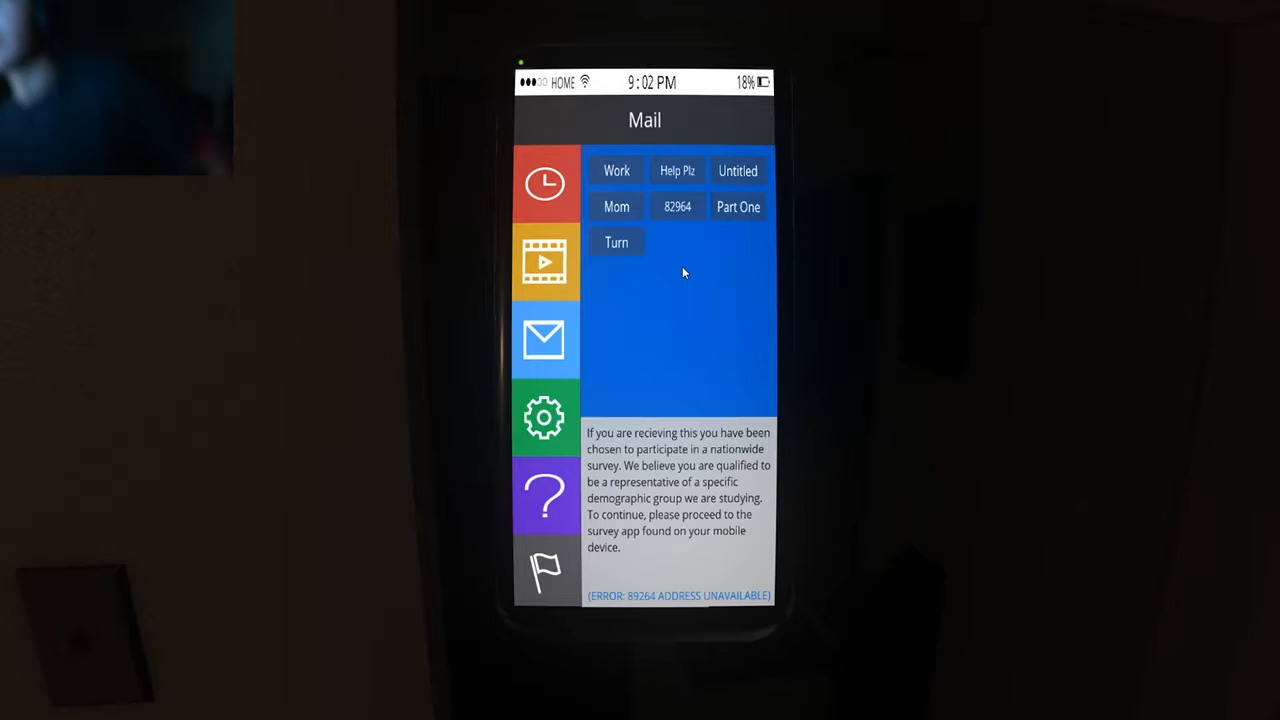 HOME 9:02 PM 18%
Mail
Work Help Plz Untitled
Mom 82964 Part One
Turn
If you are recieving this you have been
chosen to participate in a nationwide
survey. We believe you are qualified to
be a representative of a specific
demographic group we are studying.
To continue, please proceed to the
survey app found on your mobile
device.
(ERROR: 89264 ADDRESS UNAVAILABLE)